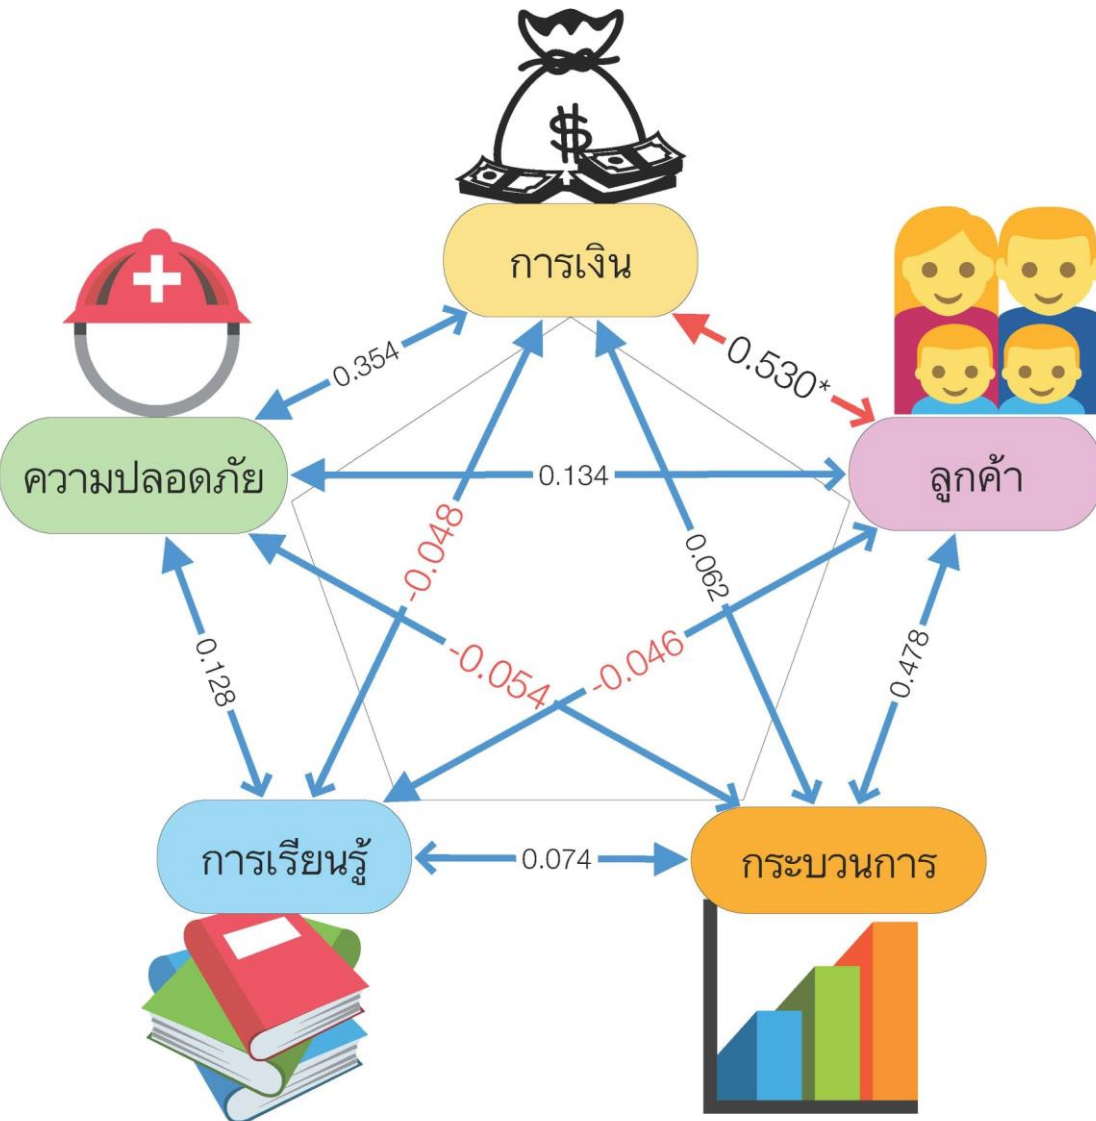 $
การเงิน
0.354
0.530*
ความปลอดภัย
0.134
ลูกค้า
-0.048
0.062
0.128
-0.054
-0.046
0.478
การเรียนรู้
0.074
กระบวนการ